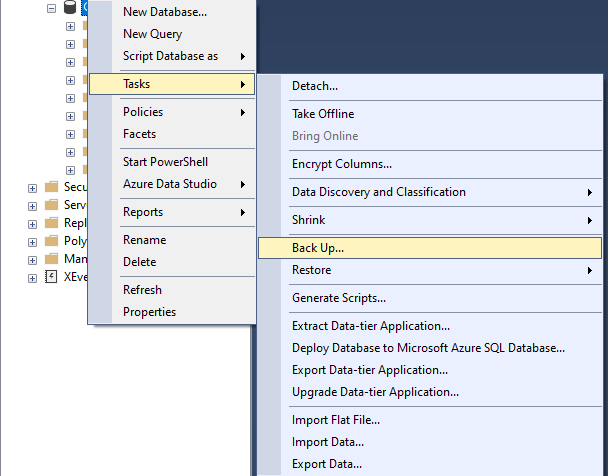 New Database...
New Query
Script Database as
Tasks
Policies
Facets
Start PowerShell
Azure Data Studio
Reports
Rename
Delete
Refresh
Properties
Detach...
Take Offline
Bring Online
Encrypt Columns...
Data Discovery and Classification
Shrink
Back Up...
Restore
Generate Scripts...
Extract Data-tier Application...
Deploy Database to Microsoft Azure SQL Database...
Export Data-tier Application...
Upgrade Data-tier Application...
Import Flat File...
Import Data...
Export Data...
Secu
Serve
Repl
Poly
Man
XEve